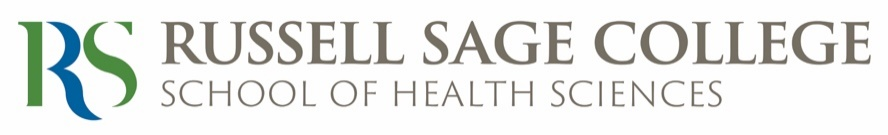 RS RUSSELL SAGE COLLEGE
SCHOOL OF HEALTH SCIENCES